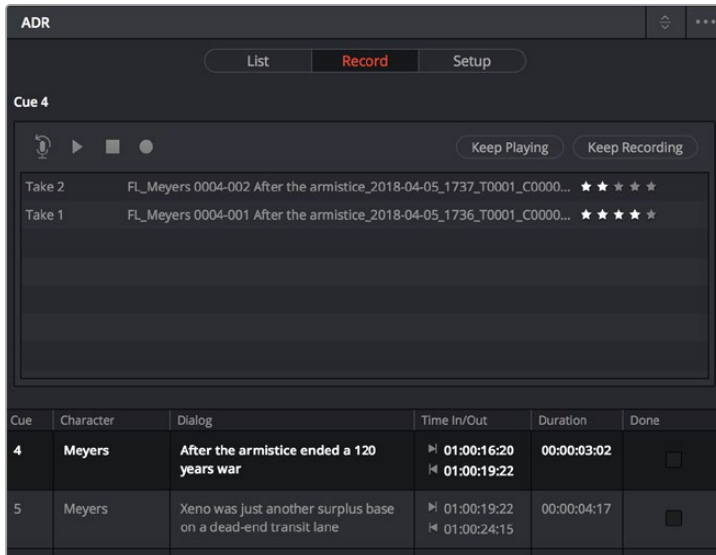 ADR
List Record Setup
Cue 4
Keep Playing Keep Recording
Take 2 FL_Meyers 0004-002 After the armistice_2018-04-05_1737_T0001_C0000...
Take 1 FL_Meyers 0004-001 After the armistice_2018-04-05_1736_T0001_C0000...
Cue Character Dialog Time In/Out Duration Done
4 Meyers After the armistice ended a 120 01:00:16:20 00:00:03:02
years war 01:00:19:22
5 Meyers Xeno was just another surplus base 01:00:19:22 00:00:04:17
on a dead-end transit lane 01:00:24:15